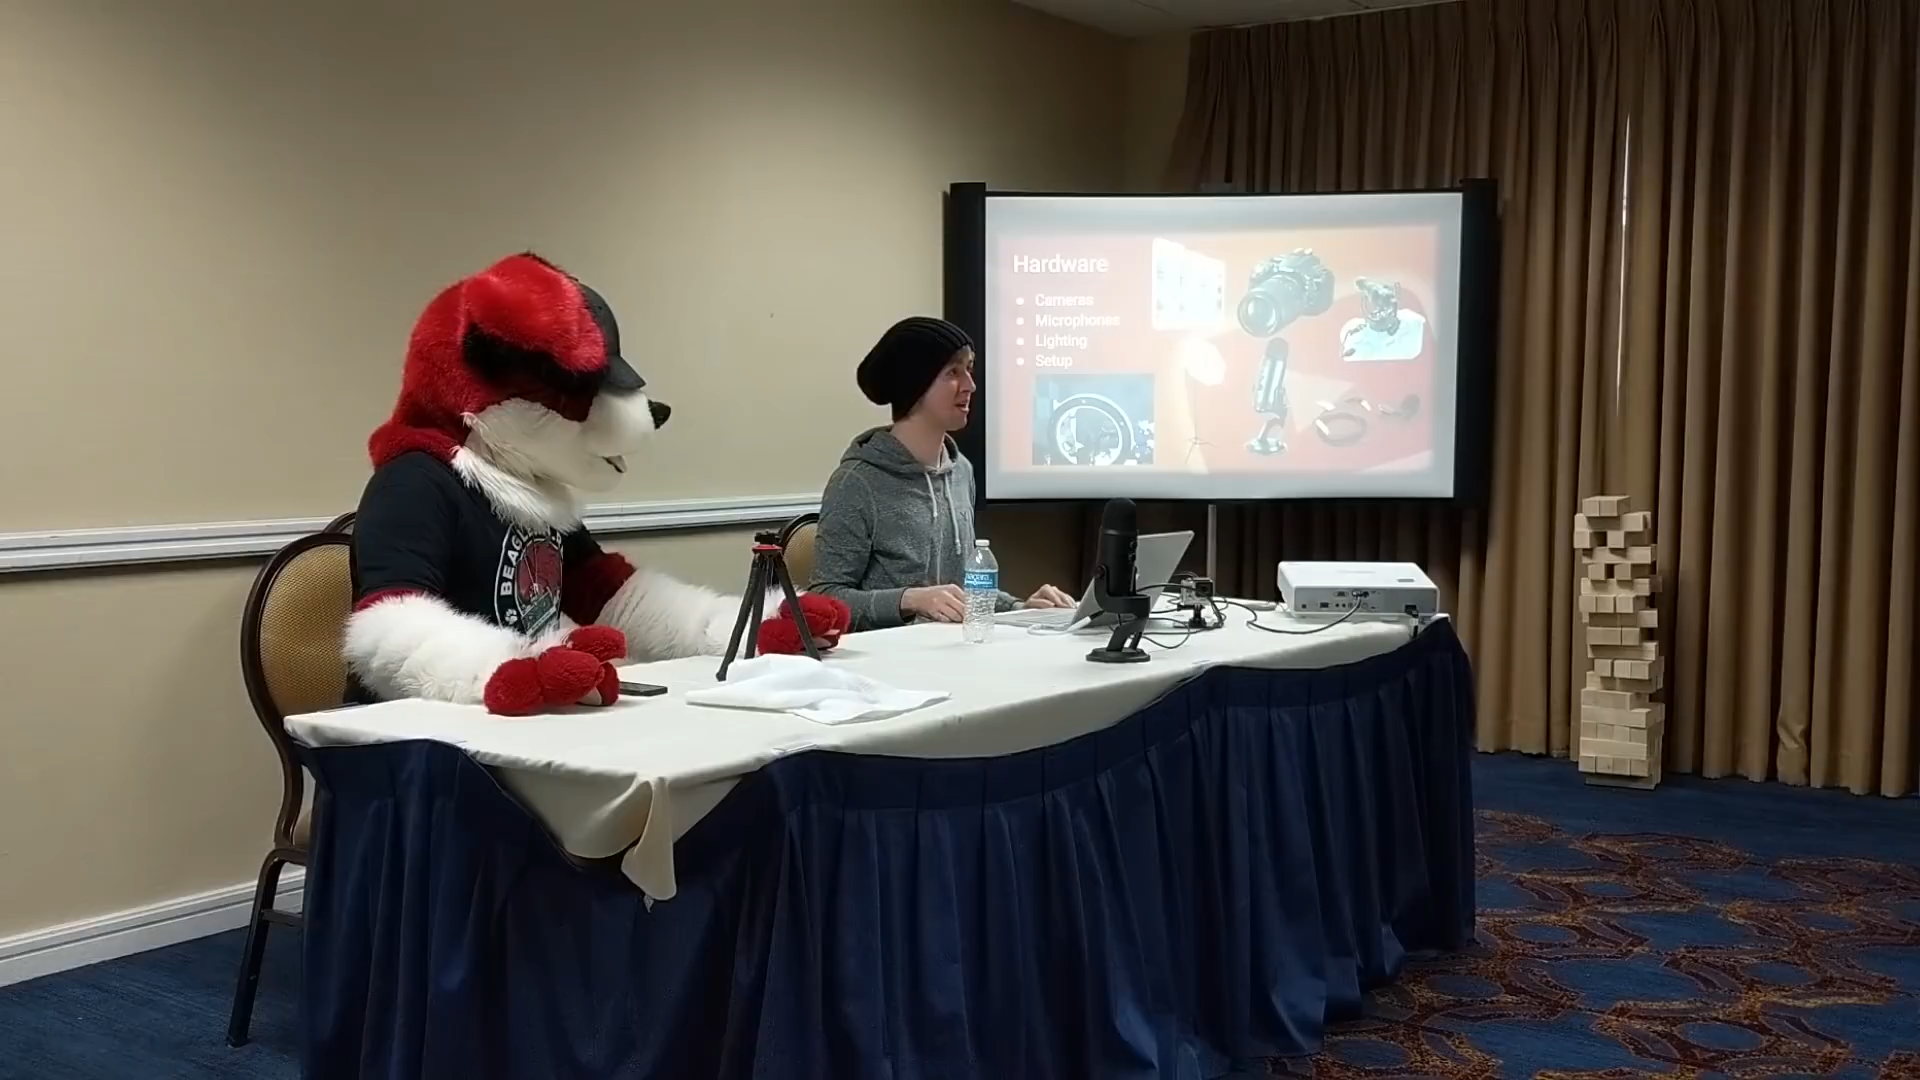 Hardware
● Cameras
● Microphones
● Lighting
● Setup
BEAGLE